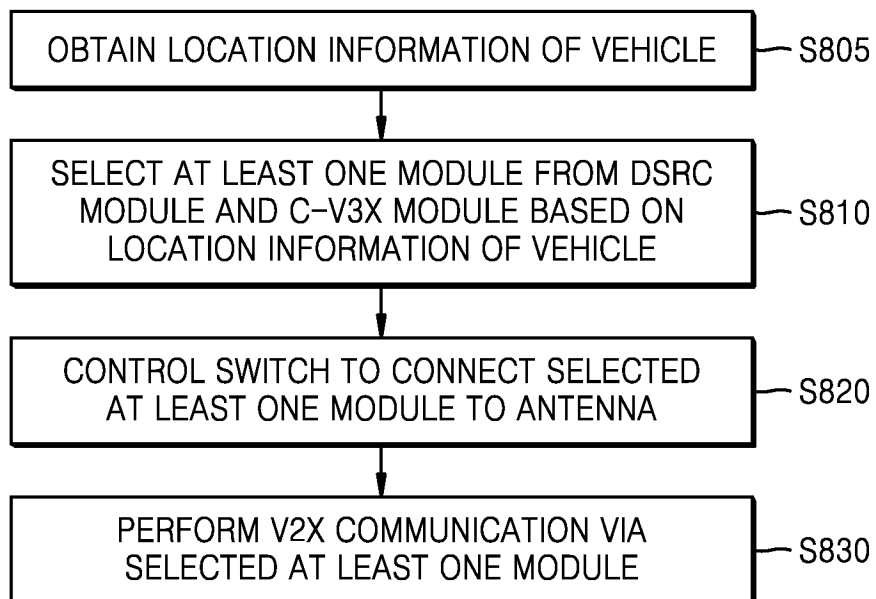 OBTAIN LOCATION INFORMATION OF VEHICLE
S805
SELECT AT LEAST ONE MODULE FROM DSRC
MODULE AND C-V3X MODULE BASED ON
LOCATION INFORMATION OF VEHICLE
S810
CONTROL SWITCH TO CONNECT SELECTED
AT LEAST ONE MODULE TO ANTENNA
S820
PERFORM V2X COMMUNICATION VIA
SELECTED AT LEAST ONE MODULE
S830